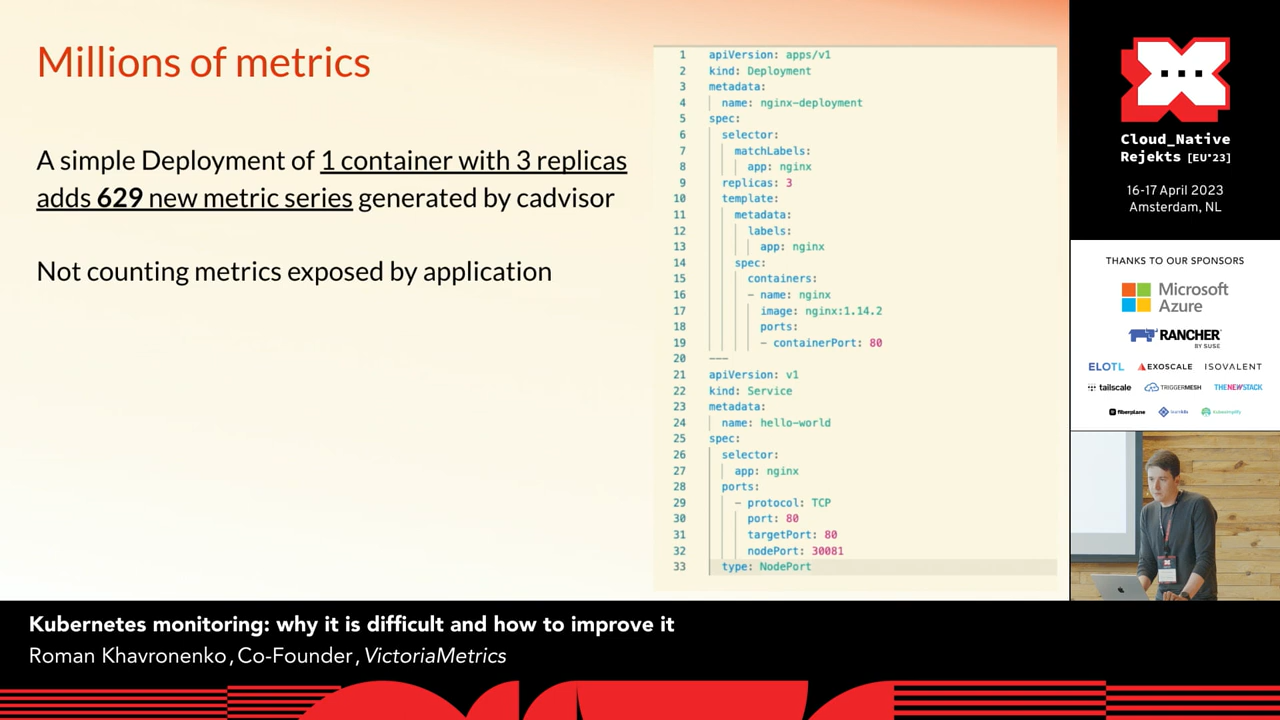 Millions of metrics
A simple Deployment of 1 container with 3 replicas
adds 629 new metric series generated by cadvisor
Not counting metrics exposed by application
1 apiVersion: apps/v1
2 kind: Deployment
3 metadata:
4 name: nginx-deployment
5 spec:
6 selector:
7 matchLabels:
8 app: nginx
9 replicas: 3
10 template:
11 metadata:
12 labels:
13 app: nginx
14 spec:
15 containers:
16 - name: nginx
17 image: nginx:1.14.2
18 ports:
19 - containerPort: 80
20 ---
21 apiVersion: v1
22 kind: Service
23 metadata:
24 name: hello-world
25 spec:
26 selector:
27 app: nginx
28 ports:
29 - protocol: TCP
30 port: 80
31 targetPort: 80
32 nodePort: 30081
33 type: NodePort
Cloud_Native
Rejekts [EU"23]
16-17 April 2023
Amsterdam, NL
THANKS TO OUR SPONSORS
Microsoft
Azure
RANCHER
BY SUSE
ELOTL EXOSCALE ISOVALENT
tailscale TRIGGERMESH THENEWSTACK
fiberplane
Kubernetes monitoring: why it is difficult and how to improve it
Roman Khavronenko, Co-Founder, VictoriaMetrics